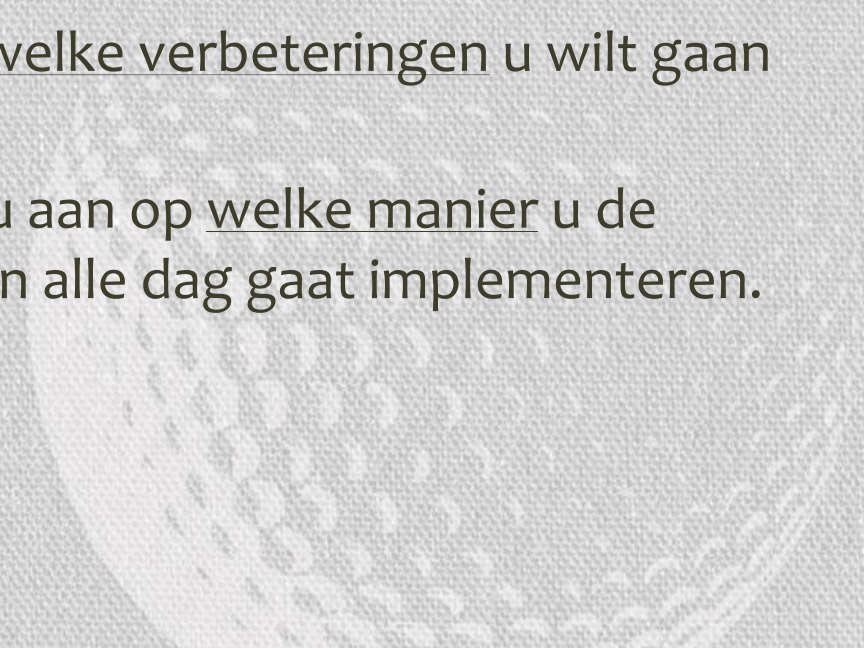 welke verbeteringen u wilt gaan
u aan op welke manier u de
n alle dag gaat implementeren.